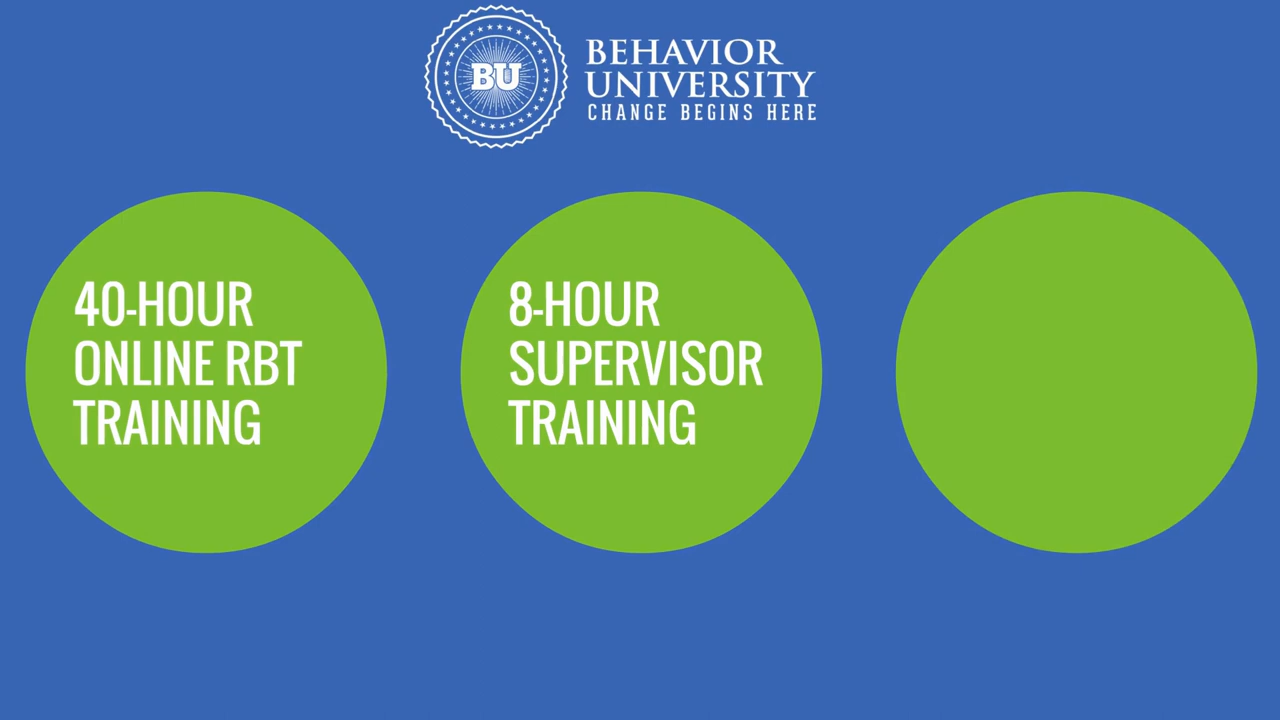 BU
BEHAVIOR
UNIVERSITY
CHANGE BEGINS HERE
40-HOUR
ONLINE RBT
TRAINING
8-HOUR
SUPERVISOR
TRAINING